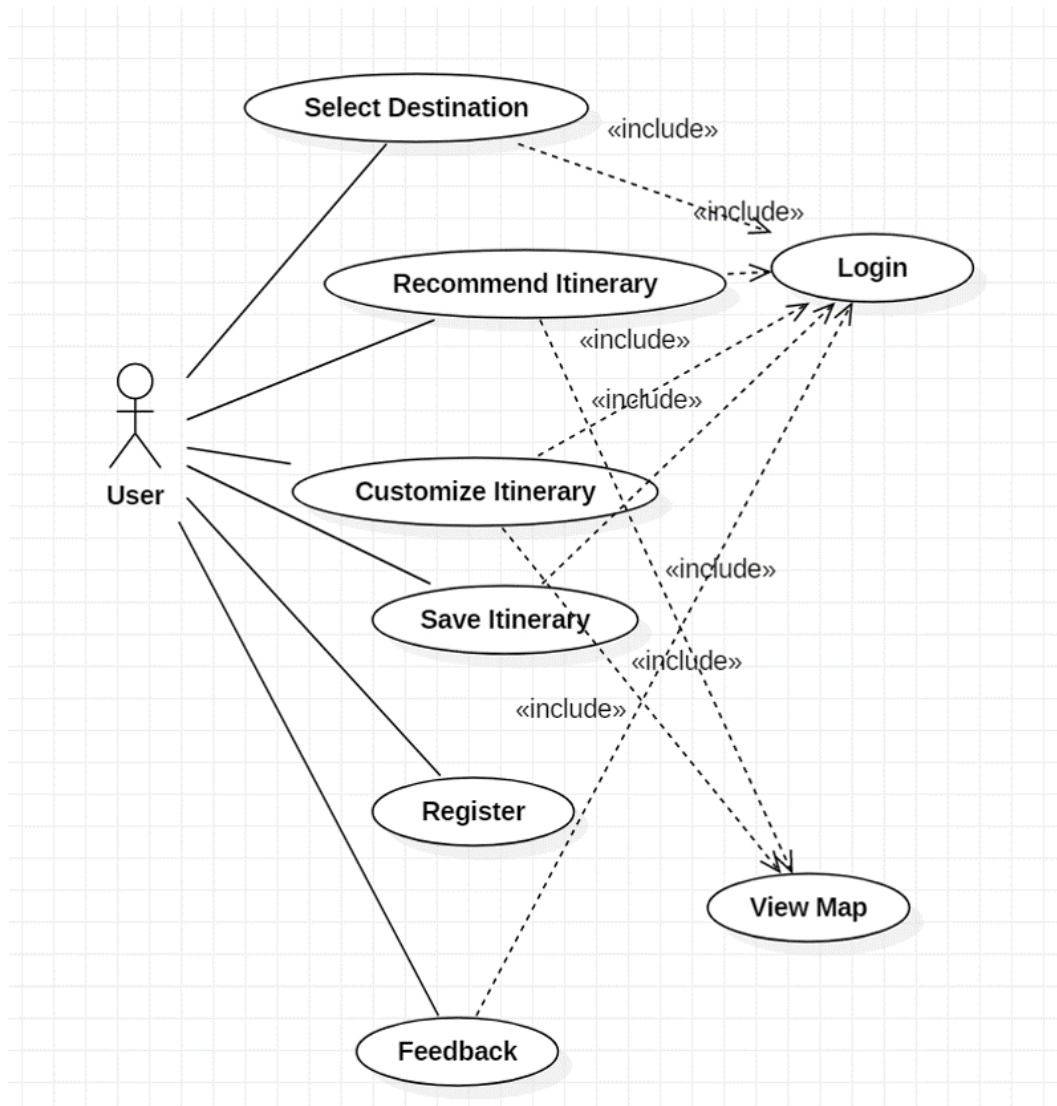 Select Destination
«include»
«include»
Login
Recommend Itinerary
«include»
«include»
User
Customize Itinerary
«include»
Save Itinerary
«include»
«include»
Register
View Map
Feedback